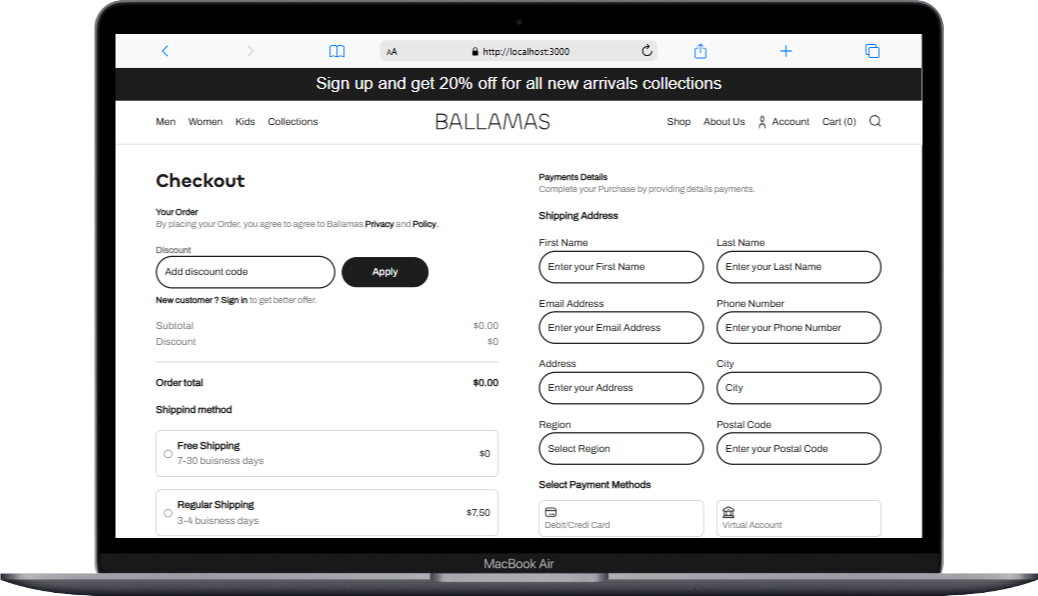 AA http://localhost:3000
Sign up and get 20% off for all new arrivals collections
Men Women Kids Collections BALLAMAS Shop About Us Account Cart (0)
Checkout
Your Order
By placing your Order, you agree to agree to Ballamas Privacy and Policy.
Discount
Add discount code Apply
New customer ? Sign in to get better offer.
Subtotal $0.00
Discount $0
Order total $0.00
Shippind method
Free Shipping
7-30 buisness days $0
Regular Shipping
3-4 buisness days $7,50
Payments Details
Complete your Purchase by providing details payments.
Shipping Address
First Name Last Name
Enter your First Name Enter your Last Name
Email Address Phone Number
Enter your Email Address Enter your Phone Number
Address City
Enter your Address City
Region Postal Code
Select Region Enter your Postal Code
Select Payment Methods
Debit/Credi Card Virtual Account
MacBook Air